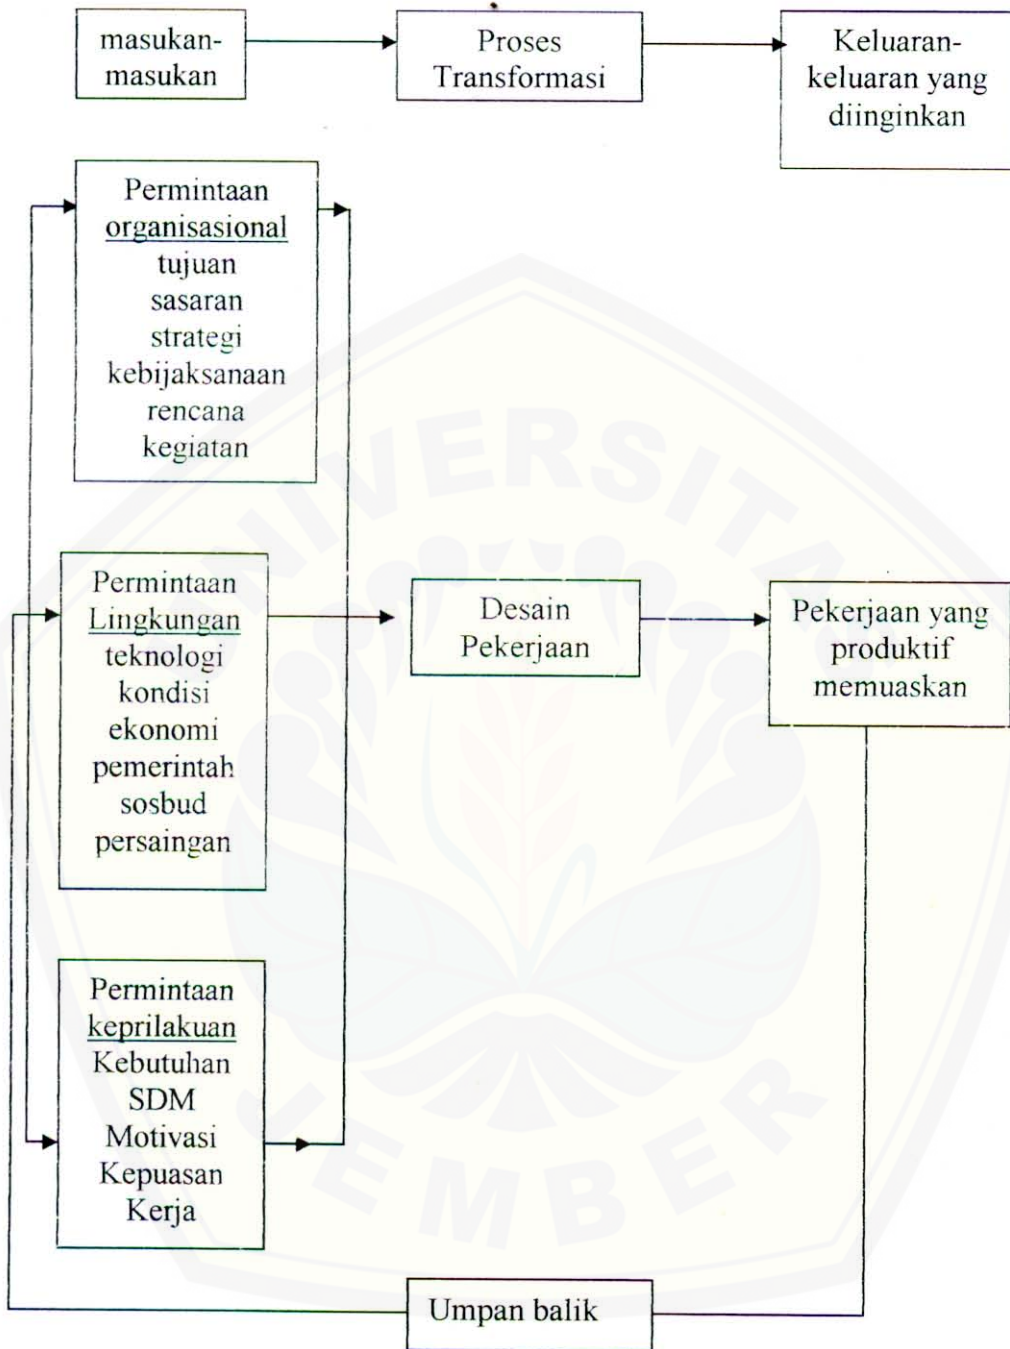 masukan-
masukan
Proses
Transformasi
Keluaran-
keluaran yang
diinginkan
Permintaan
organisasional
tujuan
sasaran
strategi
kebijaksanaan
rencana
kegiatan
Permintaan
Lingkungan
teknologi
kondisi
ekonomi
pemerintah
sosbud
persaingan
Desain
Pekerjaan
Pekerjaan yang
produktif
memuaskan
Permintaan
keprilakuan
Kebutuhan
SDM
Motivasi
Kepuasan
Kerja
Umpan balik
UNIVERSITAS
JEMBER